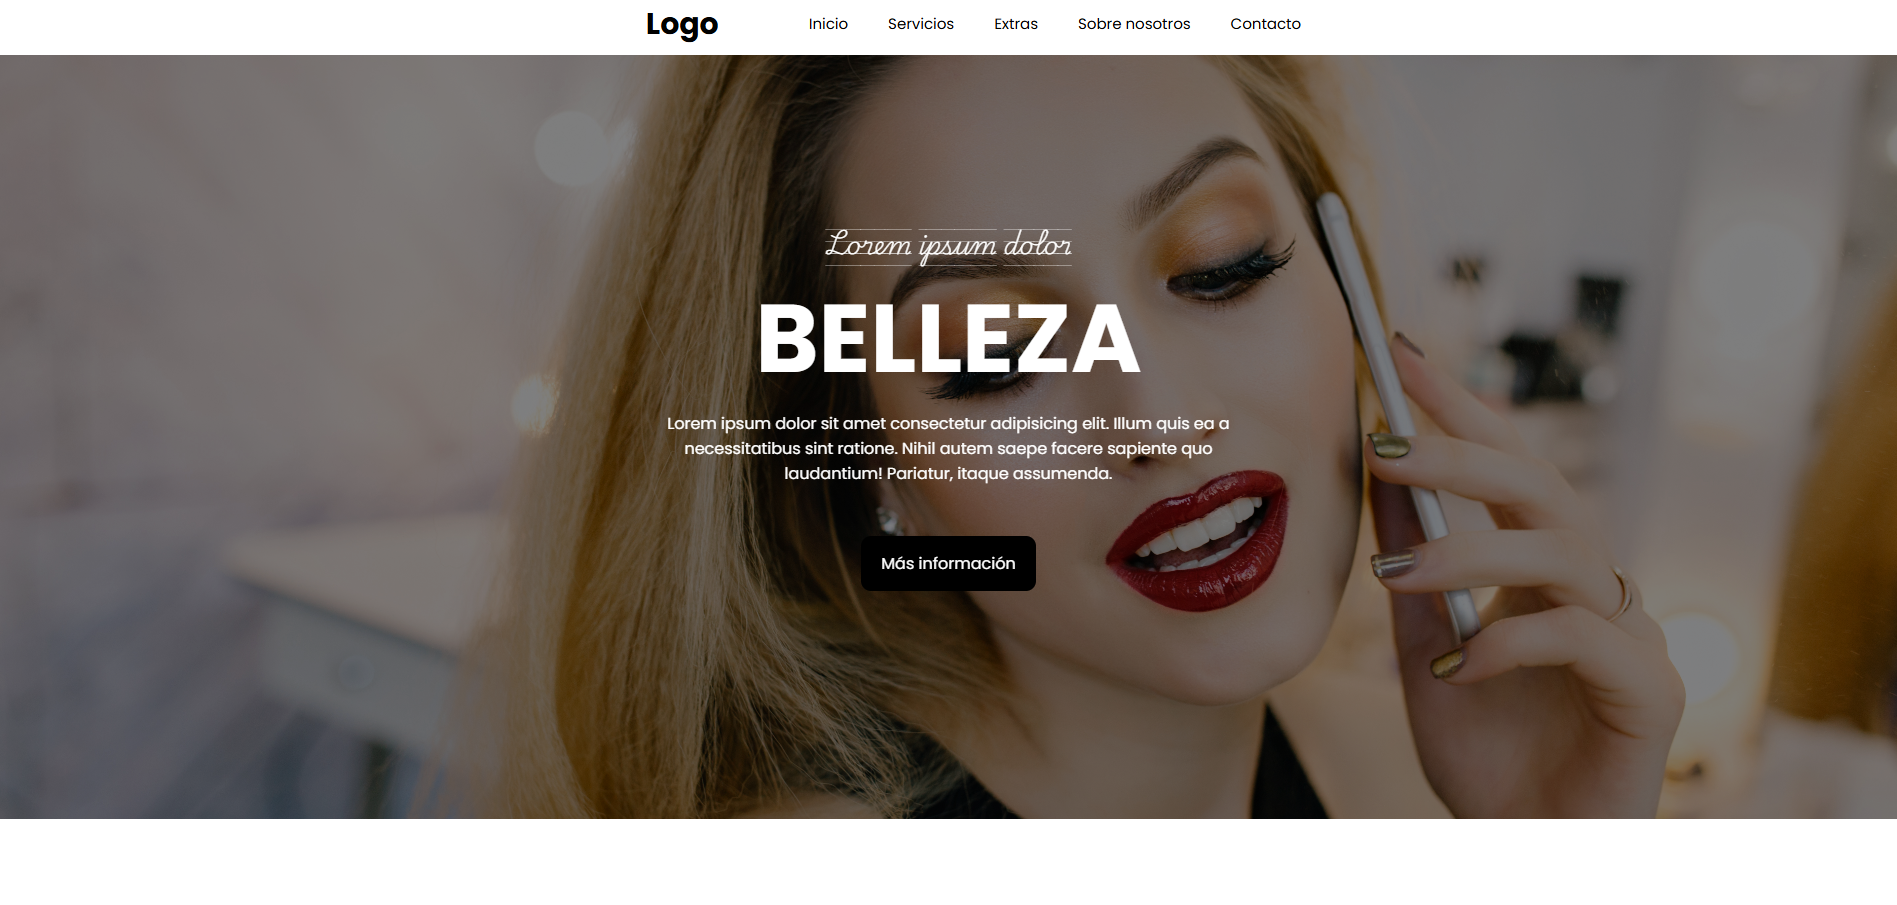 Logo Inicio Servicios Extras Sobre nosotros Contacto
Lorem ipsum dolor
BELLEZA
Lorem ipsum dolor sit amet consectetur adipisicing elit. Illum quis ea a
necessitatibus sint ratione. Nihil autem saepe facere sapiente quo
laudantium! Pariatur, itaque assumenda.
Más información